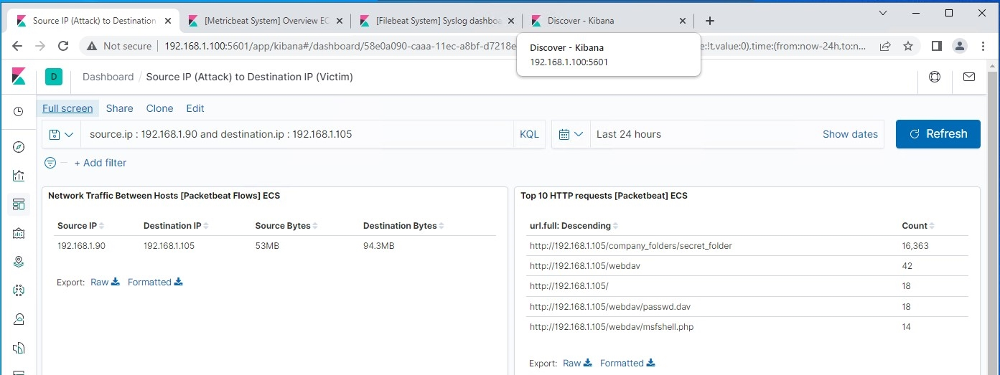 Source IP (Attack) to Destination
[Metricbeat System] Overview EC
[Filebeat System] Syslog dashboa
Discover - Kibana
Not secure
192.168.1.100:5601/app/kibana#/dashboard/58e0a090-caaa-11ec-a8bf-d7218e
:!t,value:0),time:(from:now-24h,to:n...
Discover - Kibana
192.168.1.100:5601
D
Dashboard / Source IP (Attack) to Destination IP (Victim)
Full screen Share Clone Edit
source.ip : 192.168.1.90 and destination.ip : 192.168.1.105 KQL Last 24 hours Show dates Refresh
+ Add filter
Network Traffic Between Hosts [Packetbeat Flows] ECS
Source IP Destination IP Source Bytes Destination Bytes
192.168.1.90 192.168.1.105 53MB 94.3MB
Export: Raw Formatted
Top 10 HTTP requests [Packetbeat] ECS
url.full: Descending Count
http://192.168.1.105/company_folders/secret_folder 16,363
http://192.168.1.105/webdav 42
http://192.168.1.105/ 18
http://192.168.1.105/webdav/passwd.dav 18
http://192.168.1.105/webdav/msfshell.php 14
Export: Raw Formatted